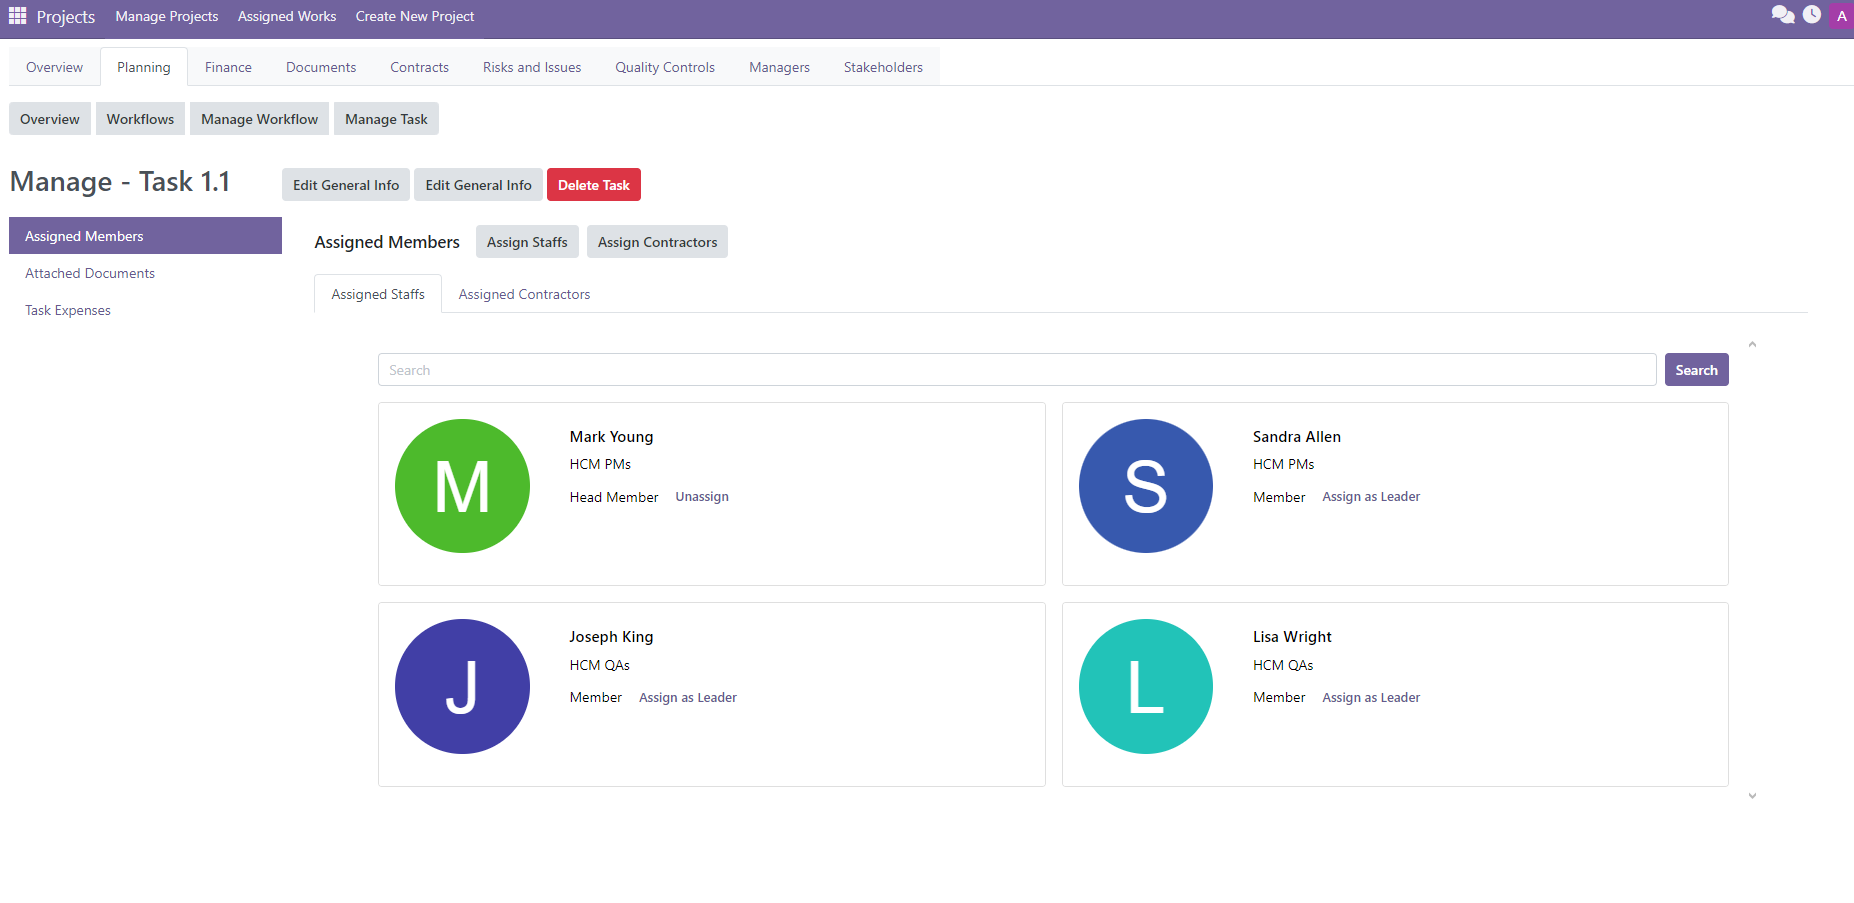 Projects Manage Projects Assigned Works Create New Project A
Overview Planning Finance Documents Contracts Risks and Issues Quality Controls Managers Stakeholders
Overview Workflows Manage Workflow Manage Task
Manage - Task 1.1 Edit General Info Edit General Info Delete Task
Assigned Members
Attached Documents
Task Expenses
Assigned Members Assign Staffs Assign Contractors
Assigned Staffs Assigned Contractors
Search Search
M
Mark Young
HCM PMs
Head Member Unassign
S
Sandra Allen
HCM PMs
Member Assign as Leader
J
Joseph King
HCM QAs
Member Assign as Leader
L
Lisa Wright
HCM QAs
Member Assign as Leader